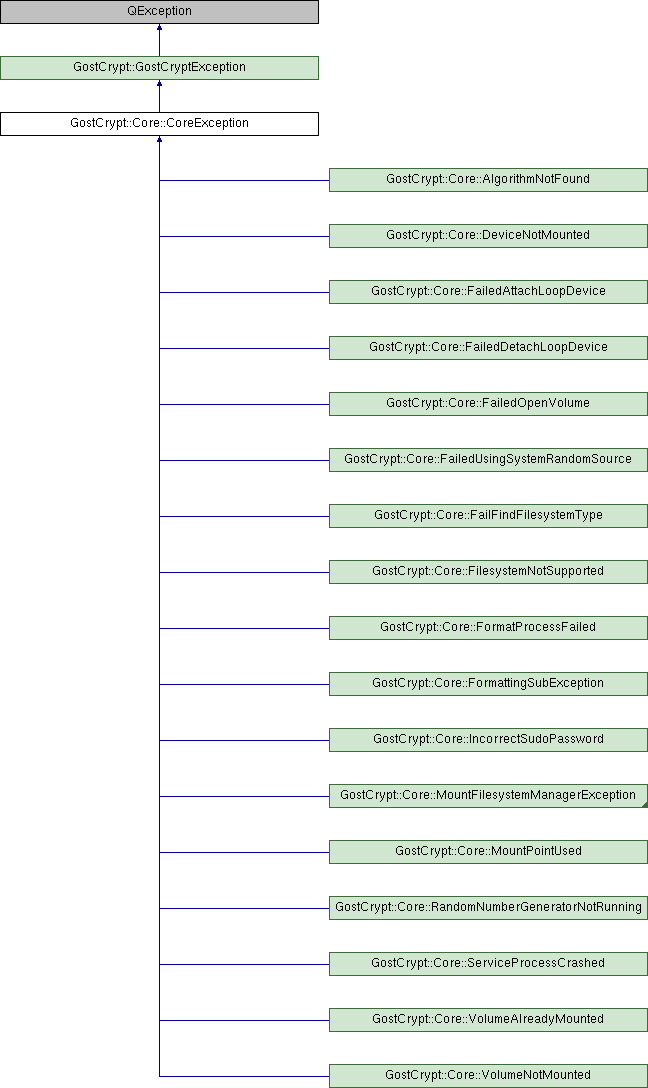 QException
GostCrypt::GostCryptException
GostCrypt::Core::CoreException
GostCrypt::Core::AlgorithmNotFound
GostCrypt::Core::DeviceNotMounted
GostCrypt::Core::FailedAttachLoopDevice
GostCrypt::Core::FailedDetachLoopDevice
GostCrypt::Core::FailedOpenVolume
GostCrypt::Core::FailedUsingSystemRandomSource
GostCrypt::Core::FailFindFilesystemType
GostCrypt::Core::FilesystemNotSupported
GostCrypt::Core::FormatProcessFailed
GostCrypt::Core::FormattingSubException
GostCrypt::Core::IncorrectSudoPassword
GostCrypt::Core::MountFilesystemManagerException
GostCrypt::Core::MountPointUsed
GostCrypt::Core::RandomNumberGeneratorNotRunning
GostCrypt::Core::ServiceProcessCrashed
GostCrypt::Core::VolumeAlreadyMounted
GostCrypt::Core::VolumeNotMounted